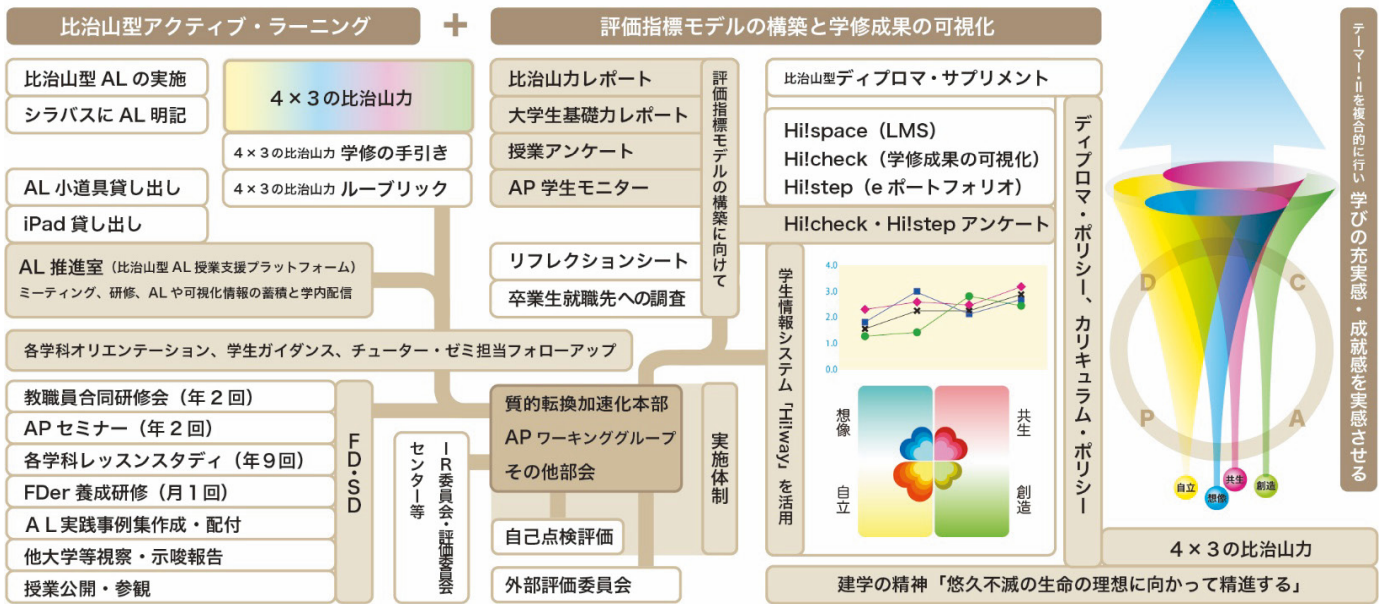 比治山型アクティブ・ラーニング
+
評価指標モデルの構築と学修成果の可視化
比治山型 AL の実施
シラバスに AL 明記
AL 小道具貸し出し
iPad 貸し出し
4×3の比治山力
4×3の比治山力 学修の手引き
4×3の比治山力 ルーブリック
AL 推進室(比治山型 AL 授業支援プラットフォーム)
ミーティング、研修、ALや可視化情報の蓄積と学内配信
各学科オリエンテーション、学生ガイダンス、チューター・ゼミ担当フォローアップ
教職員合同研修会(年2回)
APセミナー(年2回)
各学科レッスンスタディ(年9回)
FDer 養成研修(月1回)
AL実践事例集作成・配付
他大学等視察・示唆報告
授業公開・参観
FD・SD
IR委員会・評価委員会
センター等
比治山力レポート
大学生基礎力レポート
授業アンケート
AP 学生モニター
リフレクションシート
卒業生就職先への調査
評価指標モデルの構築に向けて
質的転換加速化本部
AP ワーキンググループ
その他部会
実施体制
自己点検評価
外部評価委員会
比治山型ディプロマ・サプリメント
Hi!space(LMS)
Hi!check(学修成果の可視化)
Hi!step(e ポートフォリオ)
Hi!check・Hi!step アンケート
学生情報システム「Hi!way」を活用
4.0
3.0
2.0
1.0
0.0
想像
共生
自立
創造
ディプロマ・ポリシー、カリキュラム・ポリシー
D
C
P
A
自立
想像
共生
創造
テーマI・IIを複合的に行い 学びの充実感・成就感を実感させる
4×3の比治山力
建学の精神「悠久不滅の生命の理想に向かって精進する」